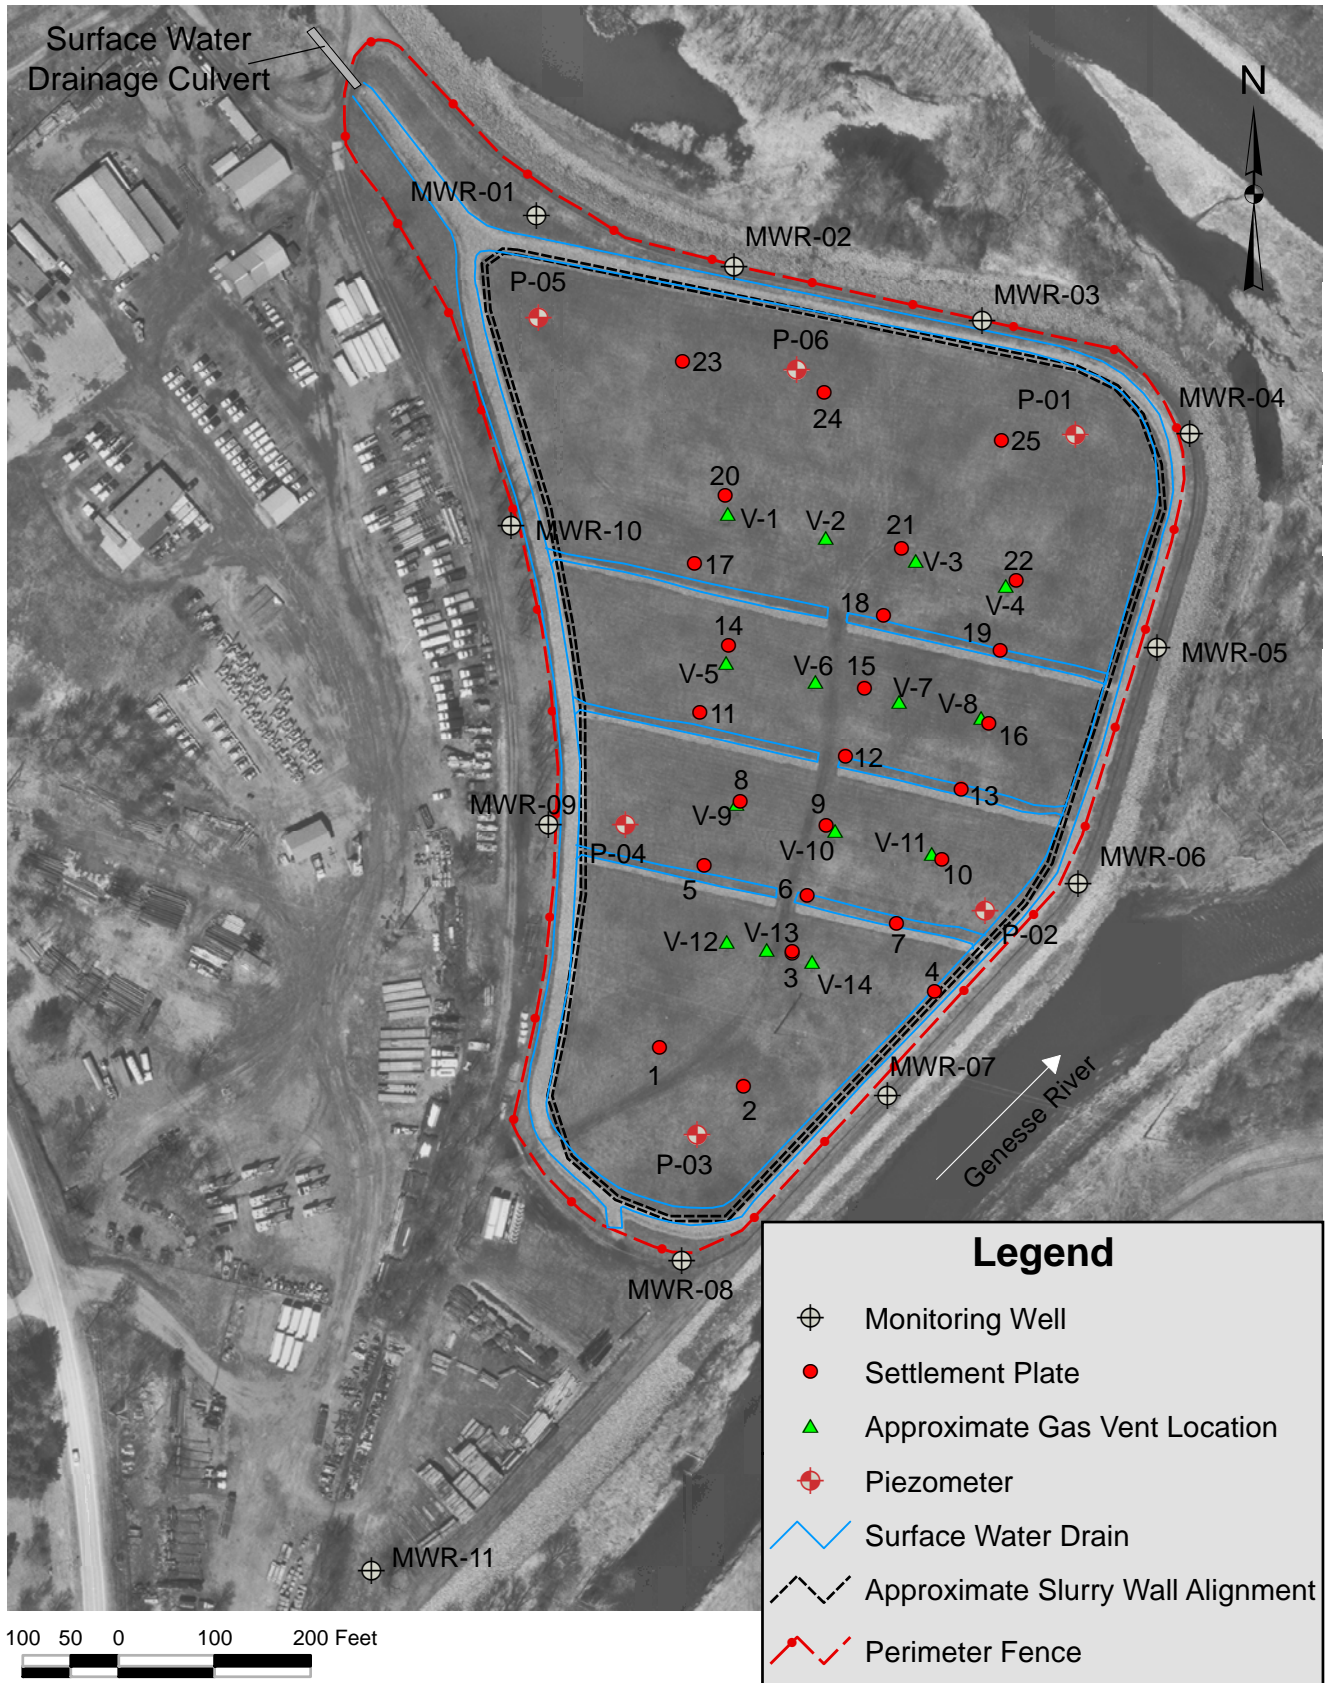 Surface Water
Drainage Culvert
N
MWR-01
MWR-02
P-05
MWR-03
P-06
23
24
P-01
MWR-04
25
20
V-1
V-2
MWR-10
21
V-3
17
22
V-4
18
14
19
MWR-05
V-5
V-6
15
V-7
V-8
11
16
12
8
13
MWR-09
V-9
9
V-10
V-11
P-04
10
MWR-06
5
6
7
P-02
V-12
V-13
3
V-14
4
1
2
MWR-07
Genesse River
P-03
MWR-08
Legend
Monitoring Well
Settlement Plate
Approximate Gas Vent Location
Piezometer
Surface Water Drain
MWR-11
Approximate Slurry Wall Alignment
Perimeter Fence
100 50 0 100 200 Feet